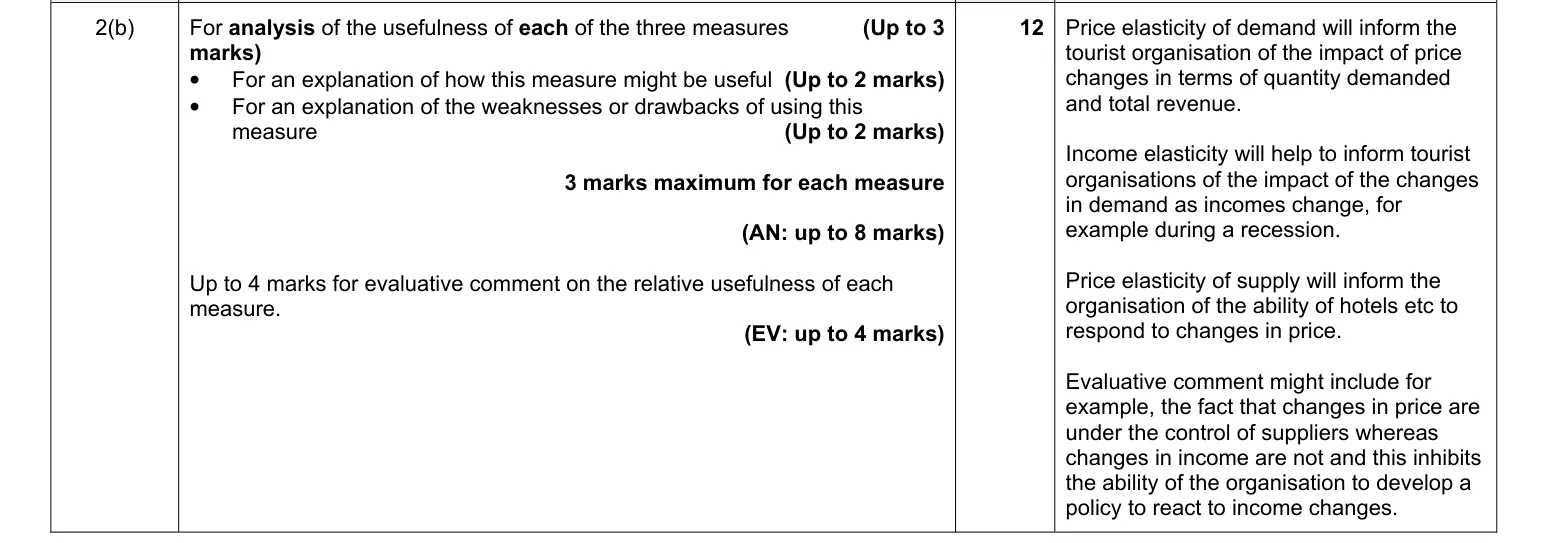 2(b)
For analysis of the usefulness of each of the three measures (Up to 3
marks)
• For an explanation of how this measure might be useful (Up to 2 marks)
• For an explanation of the weaknesses or drawbacks of using this
measure (Up to 2 marks)
3 marks maximum for each measure
(AN: up to 8 marks)
Up to 4 marks for evaluative comment on the relative usefulness of each
measure.
(EV: up to 4 marks)
12
Price elasticity of demand will inform the
tourist organisation of the impact of price
changes in terms of quantity demanded
and total revenue.
Income elasticity will help to inform tourist
organisations of the impact of the changes
in demand as incomes change, for
example during a recession.
Price elasticity of supply will inform the
organisation of the ability of hotels etc to
respond to changes in price.
Evaluative comment might include for
example, the fact that changes in price are
under the control of suppliers whereas
changes in income are not and this inhibits
the ability of the organisation to develop a
policy to react to income changes.